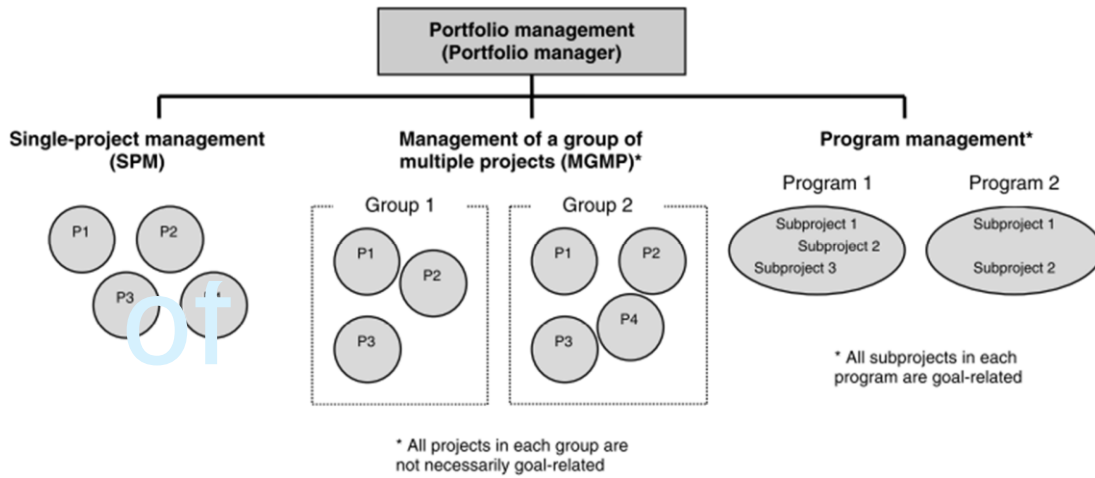 Portfolio management
(Portfolio manager)
Single-project management
(SPM)
P1
P2
P3
of
Management of a group of
multiple projects (MGMP)*
Group 1
P1
P2
P3
Group 2
P1
P2
P4
P3
* All projects in each group are
not necessarily goal-related
Program management*
Program 1
Subproject 1
Subproject 2
Subproject 3
Program 2
Subproject 1
Subproject 2
* All subprojects in each
program are goal-related